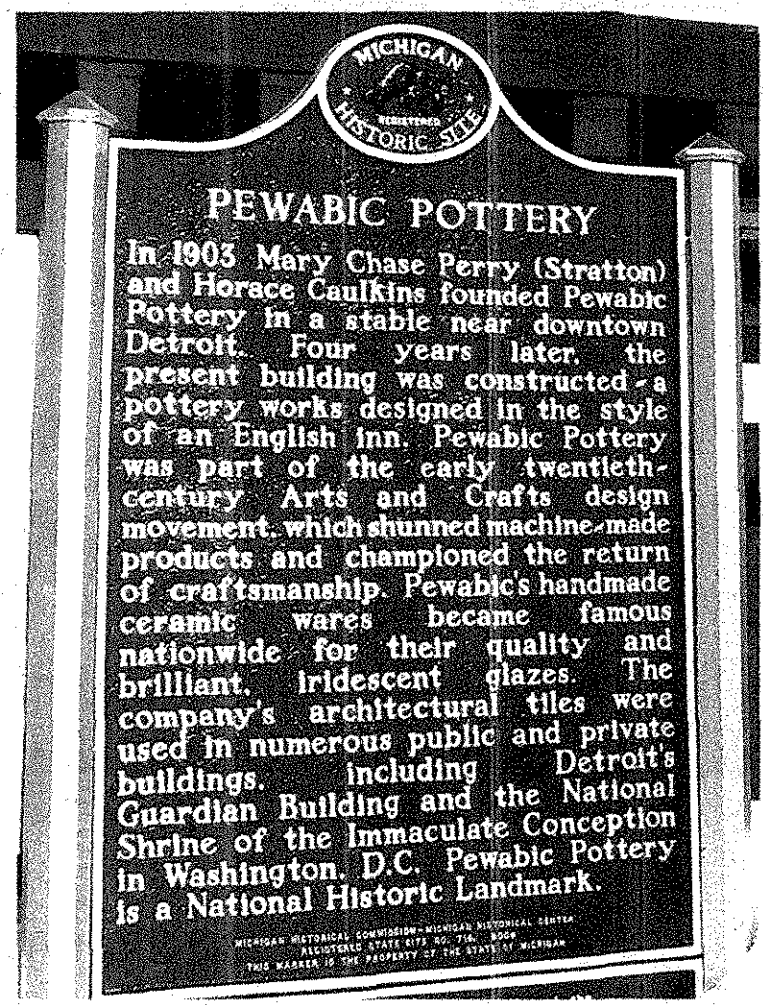 MICHIGAN
REGISTERED
HISTORIC SITE
PEWABIC POTTERY
In 1903 Mary Chase Perry (Stratton)
and Horace Caulkins founded Pewabic
Pottery in a stable near downtown
Detroit. Four years later, the
present building was constructed - a
pottery works designed in the style
of an English inn. Pewabic Pottery
was part of the early twentieth-
century Arts and Crafts design
movement, which shunned machine-made
products and championed the return
of craftsmanship. Pewabic's handmade
ceramic wares became famous
nationwide for their quality and
brilliant, iridescent glazes. The
company's architectural tiles were
used in numerous public and private
buildings, including Detroit's
Guardian Building and the National
Shrine of the Immaculate Conception
in Washington, D.C. Pewabic Pottery
is a National Historic Landmark.
MICHIGAN HISTORICAL COMMISSION-MICHIGAN HISTORICAL CENTER
REGISTERED STATE SITE NO.
THIS MARKER IS THE PROPERTY OF THE STATE OF MICHIGAN